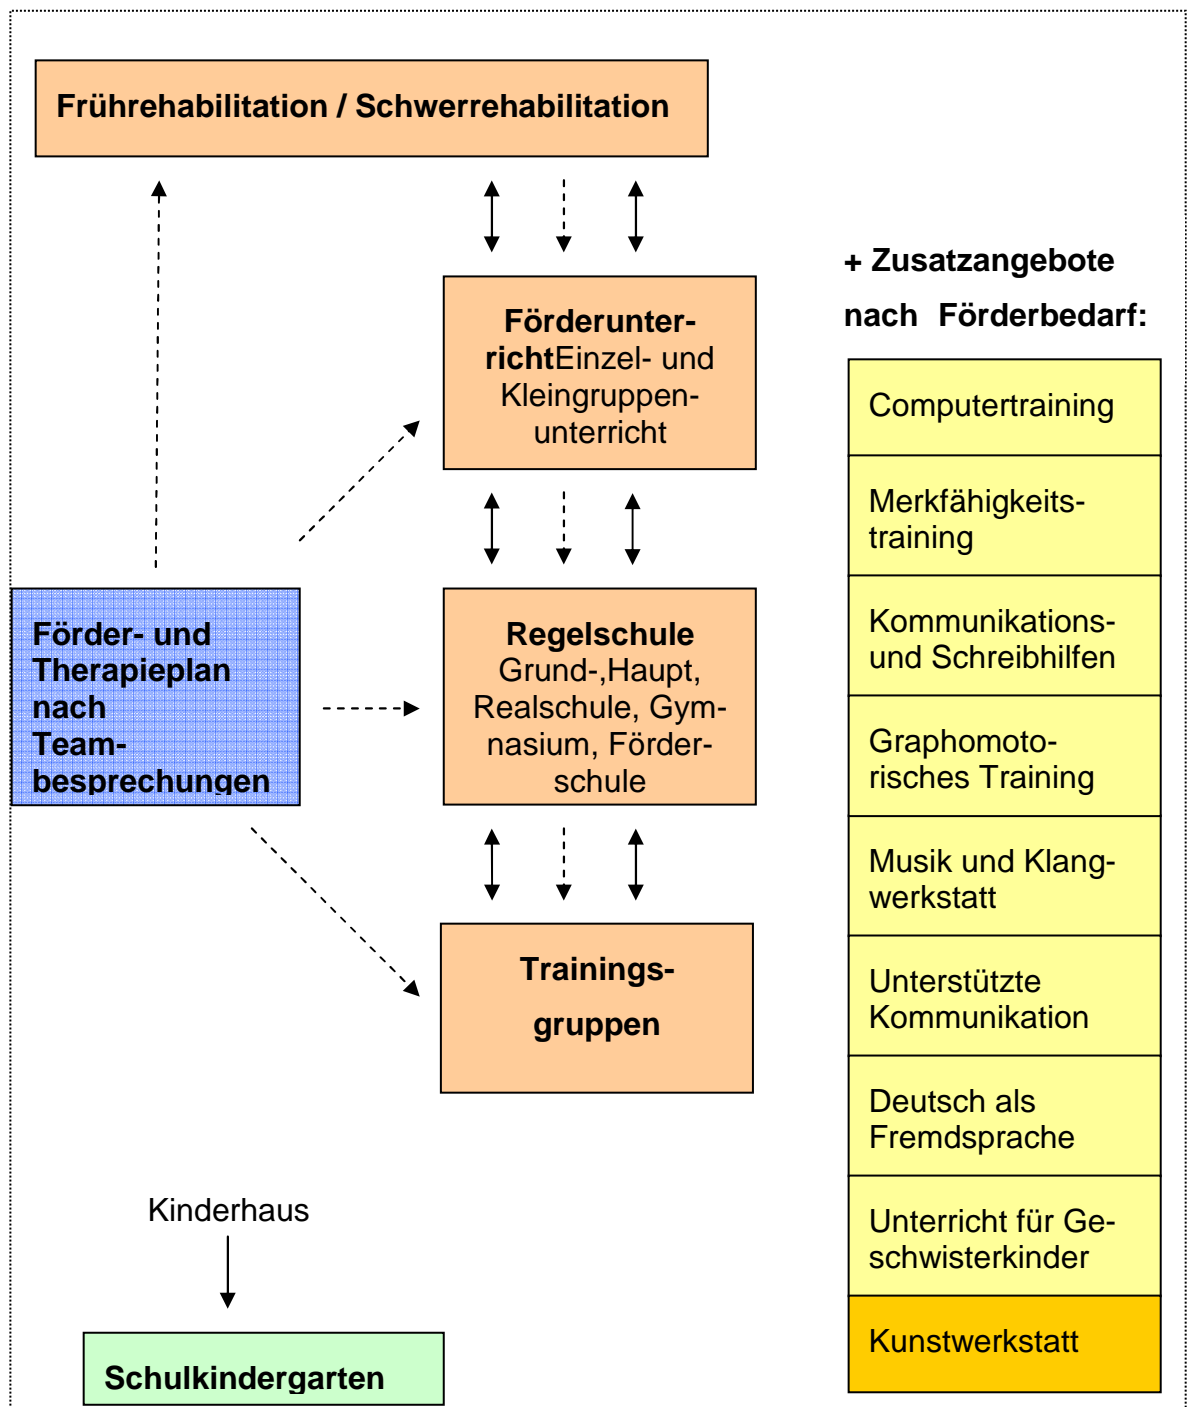 Frührehabilitation / Schwerrehabilitation
+ Zusatzangebote
nach Förderbedarf:
Förderunter-
richtEinzel- und
Kleingruppen-
unterricht
Förder- und
Therapieplan
nach
Team-
besprechungen
Regelschule
Grund-,Haupt,
Realschule, Gym-
nasium, Förder-
schule
Trainings-
gruppen
Computertraining
Merkfähigkeits-
training
Kommunikations-
und Schreibhilfen
Graphomoto-
risches Training
Musik und Klang-
werkstatt
Unterstützte
Kommunikation
Deutsch als
Fremdsprache
Unterricht für Ge-
schwisterkinder
Kunstwerkstatt
Kinderhaus
Schulkindergarten